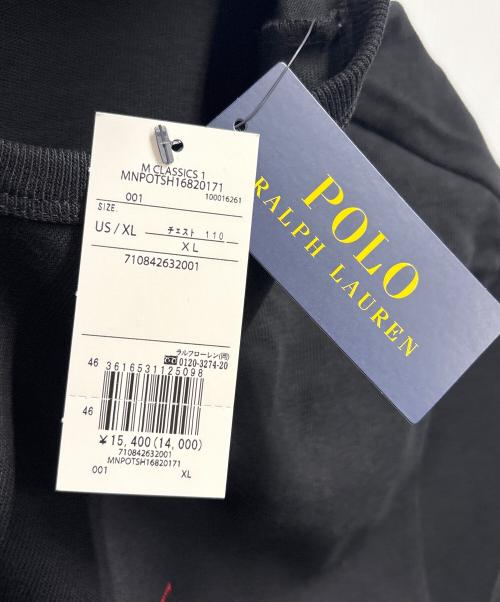 M CLASSICS 1
MNPOTSH16820171
001 100016261
SIZE.
US/XL チェスト 110
XL
710842632001
ラルフローレン(同)
0120-3274-20
46 3616531125098
46
¥15,400(14,000)
710842632001
MNPOTSH16820171
001 XL
POLO
RALPH LAUREN